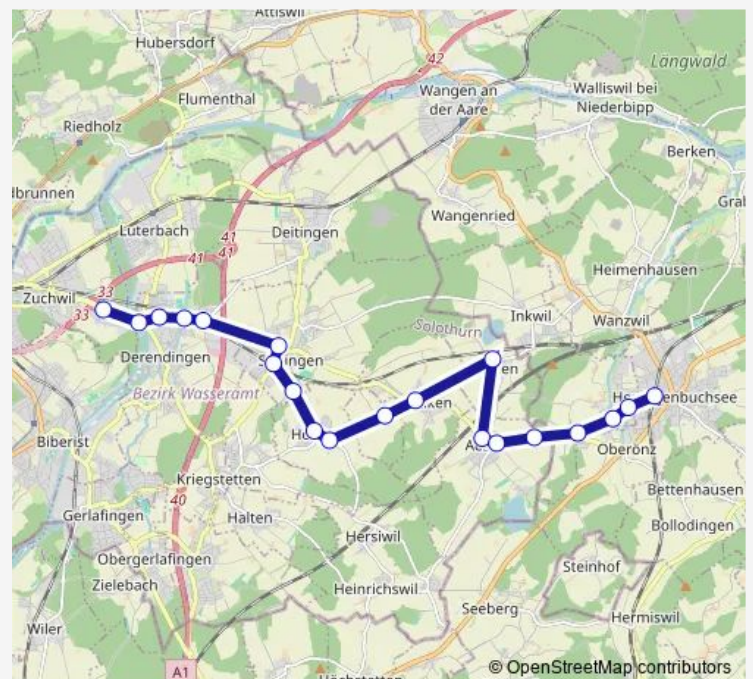 Attiswil
Hubersdorf
42
Längwald
Flumenthal
Wangen an
der Aare
Walliswil bei
Niederbipp
Riedholz
Berken
Wangenried
Luterbach
41
41
41
Deitingen
Heimenhausen
33
Zuchwil
33
Inkwil
Solothurn
Wanzwil
Derendingen
Bezirk Wasseramt
Biberist
Oberönz
Kriegstetten
40
Bettenhausen
Gerlafingen
Halten
Bollodingen
Hersiwil
Obergerlafingen
Steinhof
Zielebach
Heinrichswil
Seeberg
Hermiswil
Wiler
A1
© OpenStreetMap contributors